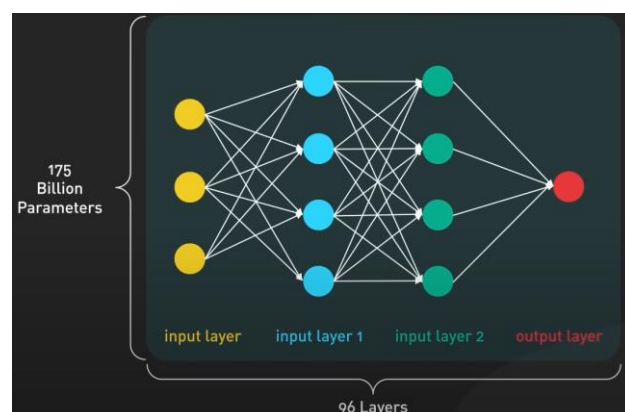 175
Billion
Parameters
input layer input layer 1 input layer 2 output layer
96 Layers